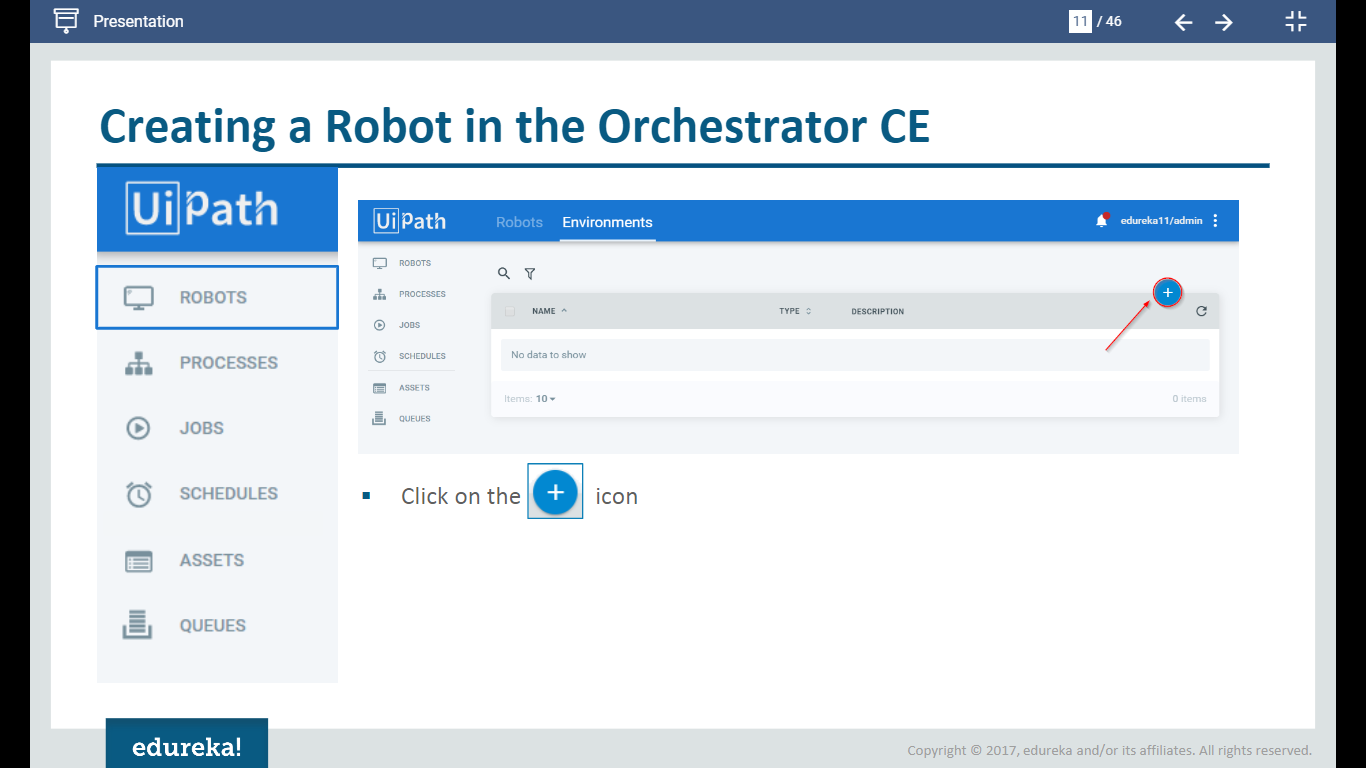 Presentation
11 / 46
Creating a Robot in the Orchestrator CE
UiPath
ROBOTS
PROCESSES
JOBS
SCHEDULES
ASSETS
QUEUES
UiPath Robots Environments edureka11/admin
ROBOTS
PROCESSES
JOBS
SCHEDULES
ASSETS
QUEUES
NAME TYPE DESCRIPTION
No data to show
Items: 10 0 items
Click on the + icon
edureka!
Copyright © 2017, edureka and/or its affiliates. All rights reserved.